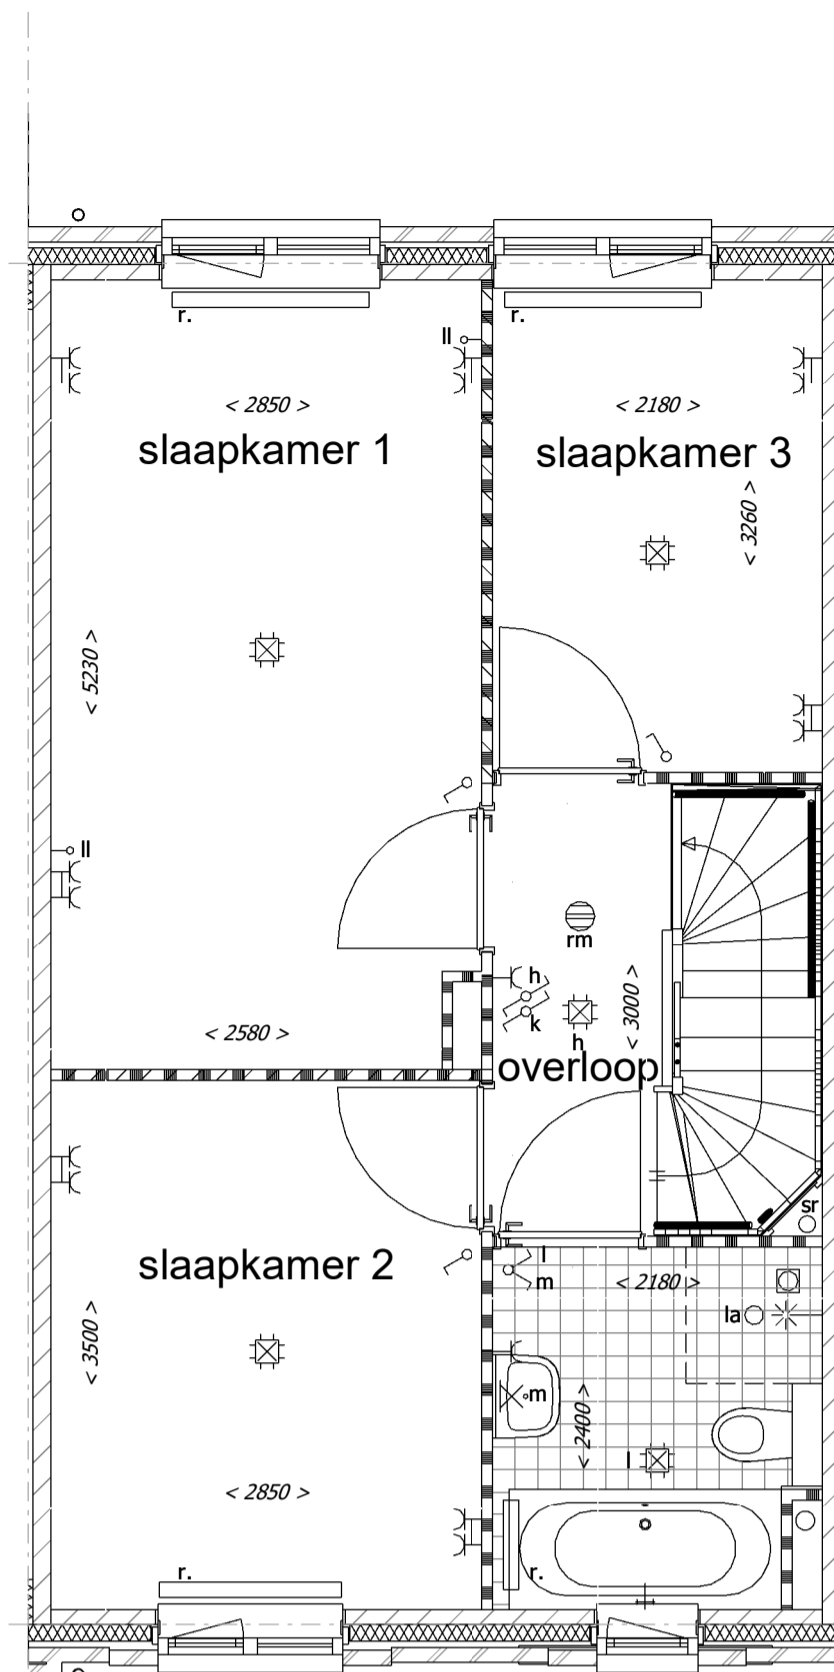 r.
r.
ll
< 2850 >
< 2180 >
slaapkamer 1
slaapkamer 3
< 3260 >
< 5230 >
ll
rm
h
k
h
< 3000 >
< 2580 >
overloop
sr
slaapkamer 2
l
m
< 2180 >
la
< 3500 >
m
< 2400 >
l
< 2850 >
r.
r.